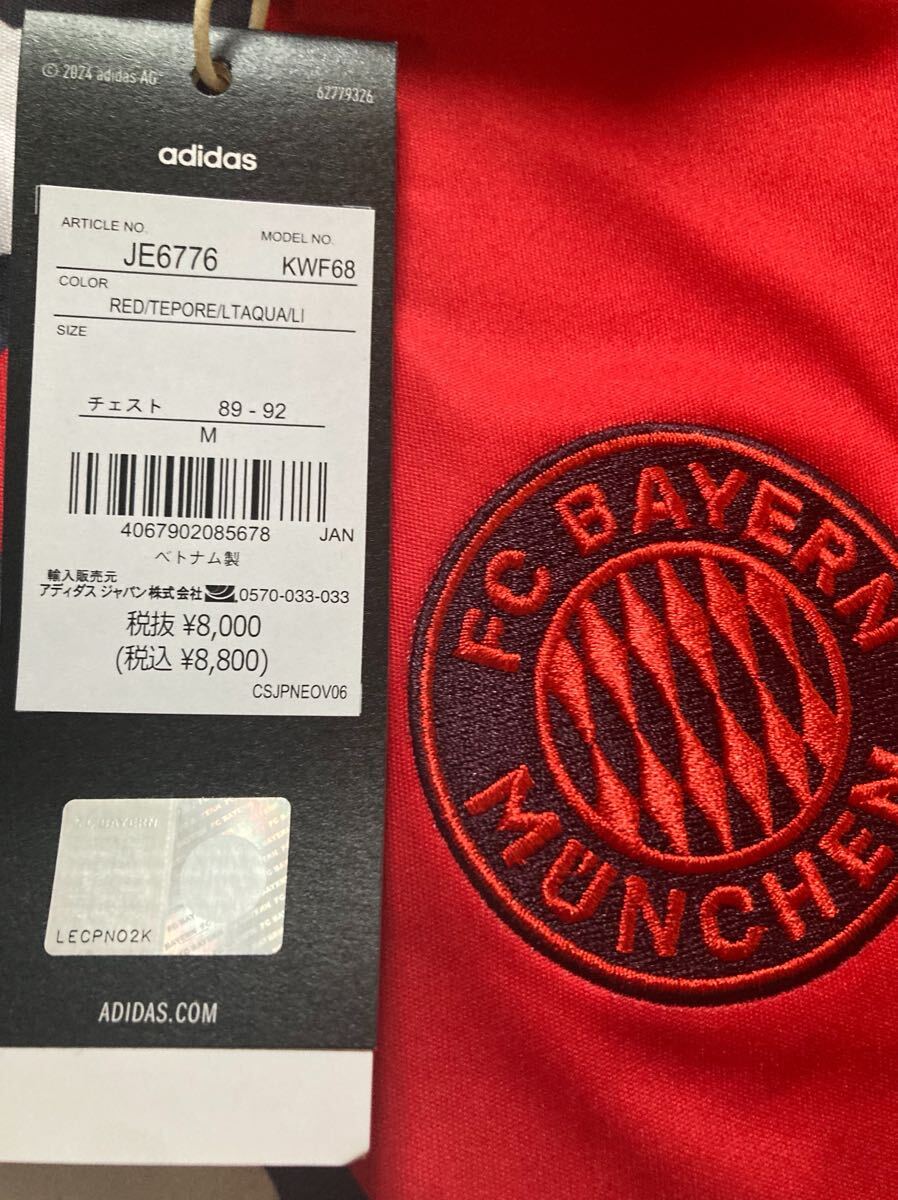 © 2024 adidas AG
62779326
adidas
ARTICLE NO.
MODEL NO.
JE6776
KWF68
COLOR
RED/TEPORE/LTAQUA/LI
SIZE
チェスト 89 - 92
M
4067902085678 JAN
ベトナム製
輸入販売元
アディダス ジャパン株式会社 0570-033-033
税抜 ¥8,000
(税込 ¥8,800)
CSJPNEOV06
LECPNO2K
ADIDAS.COM
FC BAYERN
MÜNCHEN